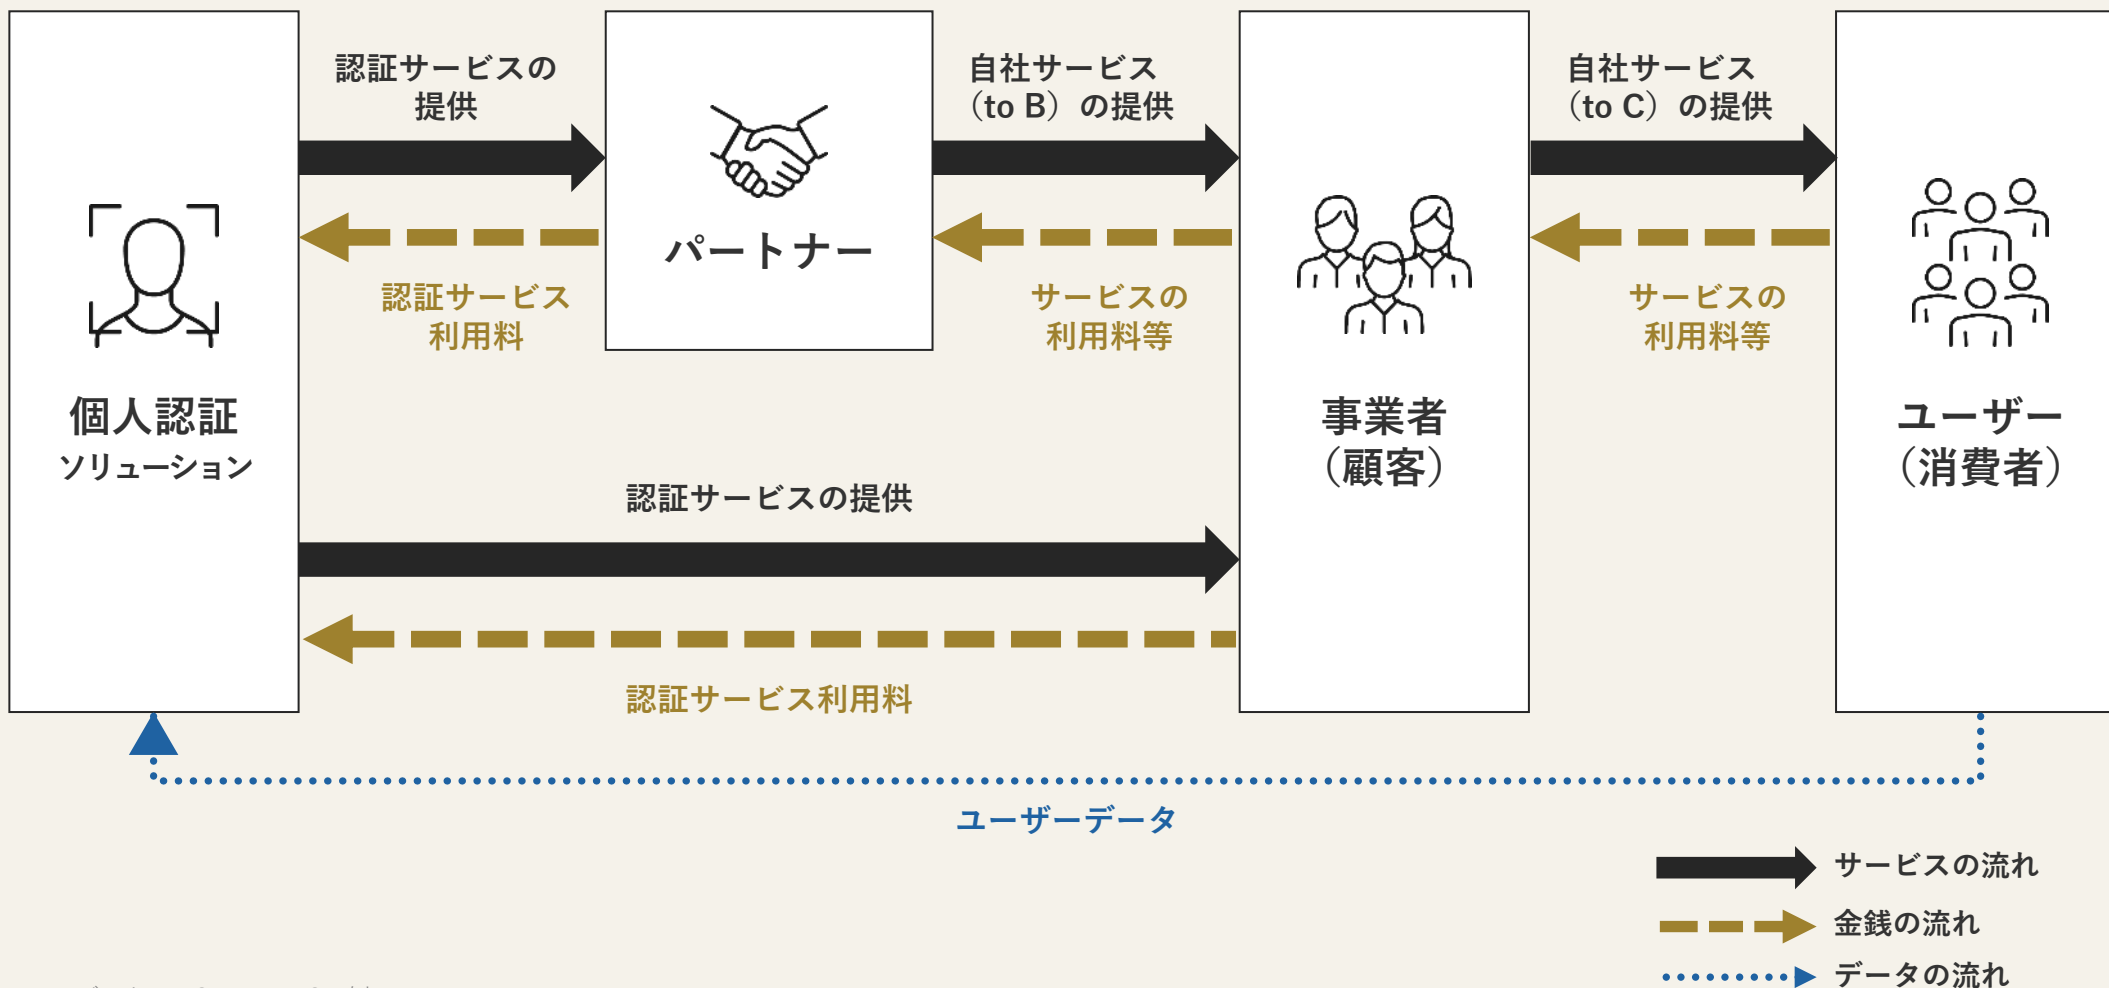 認証サービスの
提供
自社サービス
（to B）の提供
自社サービス
（to C）の提供
パートナー
認証サービス
利用料
サービスの
利用料等
サービスの
利用料等
個人認証
ソリューション
事業者
（顧客）
ユーザー
（消費者）
認証サービスの提供
認証サービス利用料
ユーザーデータ
サービスの流れ
金銭の流れ
データの流れ